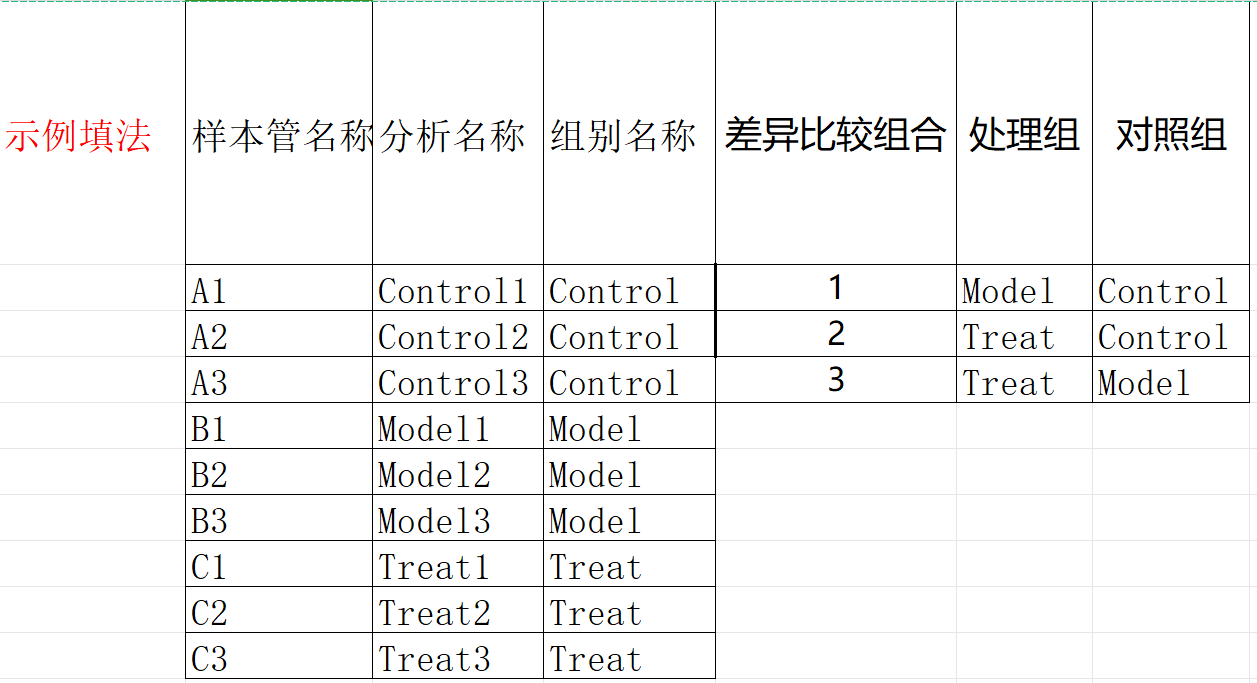 示例填法 样本管名称 分析名称 组别名称 差异比较组合 处理组 对照组
A1 Control1 Control 1 Model Control
A2 Control2 Control 2 Treat Control
A3 Control3 Control 3 Treat Model
B1 Model1 Model
B2 Model2 Model
B3 Model3 Model
C1 Treat1 Treat
C2 Treat2 Treat
C3 Treat3 Treat